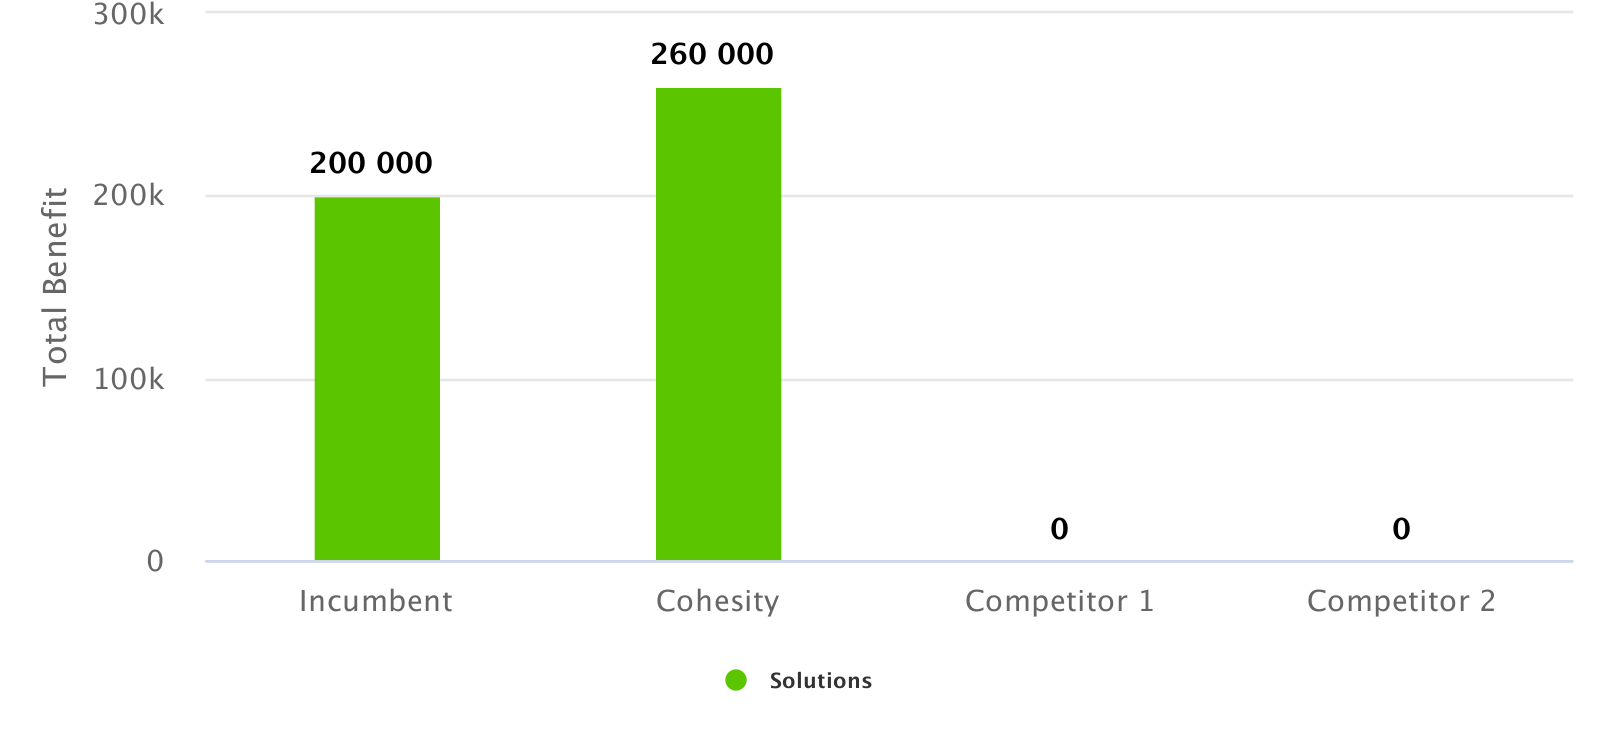 Total Benefit
300k
200k
100k
0
200 000
260 000
0
0
Incumbent
Cohesity
Competitor 1
Competitor 2
Solutions